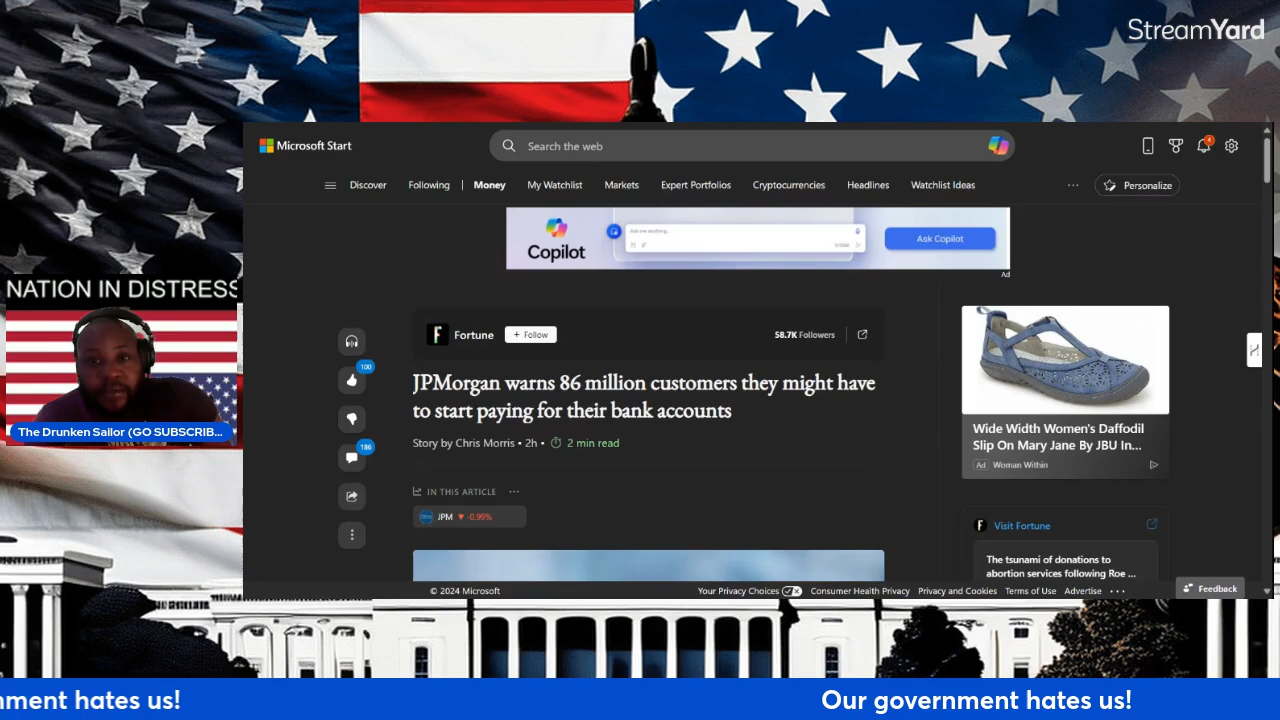 StreamYard
Microsoft Start
Search the web
4
Discover
Following
Money
My Watchlist
Markets
Expert Portfolios
Cryptocurrencies
Headlines
Watchlist Ideas
Personalize
Copilot
Ask me anything...
Ask Copilot
Ad
NATION IN DISTRESS
The Drunken Sailor (GO SUBSCRIB...
Fortune
+ Follow
58.7K Followers
100
186
JPMorgan warns 86 million customers they might have
to start paying for their bank accounts
Story by Chris Morris • 2h • 2 min read
IN THIS ARTICLE
JPM ▼ -0.99%
Wide Width Women's Daffodil
Slip On Mary Jane By JBU In...
Ad Woman Within
Visit Fortune
The tsunami of donations to
abortion services following Roe ...
© 2024 Microsoft
Your Privacy Choices
Consumer Health Privacy
Privacy and Cookies
Terms of Use
Advertise
Feedback
nment hates us!
Our government hates us!